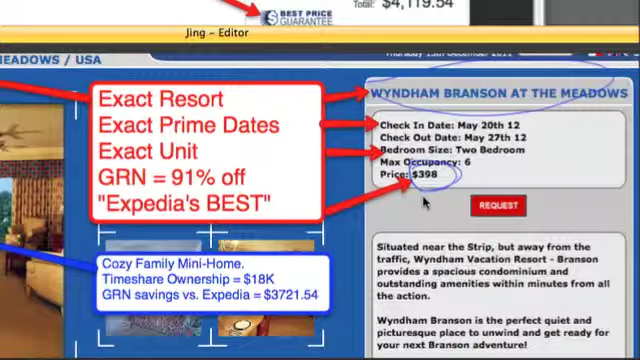 Total: $4,119.54
BEST PRICE
GUARANTEE
Jing - Editor
MEADOWS / USA
Exact Resort
Exact Prime Dates
Exact Unit
GRN = 91% off
"Expedia's BEST"
WYNDHAM BRANSON AT THE MEADOWS
Check In Date: May 20th 12
Check Out Date: May 27th 12
Bedroom Size: Two Bedroom
Max Occupancy: 6
Price: $398
REQUEST
Cozy Family Mini-Home.
Timeshare Ownership = $18K
GRN savings vs. Expedia = $3721.54
Situated near the Strip, but away from the
traffic, Wyndham Vacation Resort - Branson
provides a spacious condominium and
outstanding amenities within minutes from all
the action.
Wyndham Branson is the perfect quiet and
picturesque place to unwind and get ready for
your next Branson adventure!